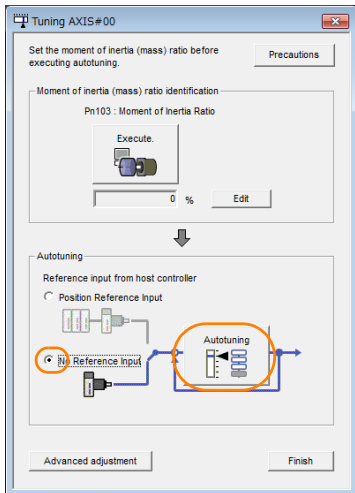 Tuning AXIS#00
Set the moment of inertia (mass) ratio before
executing autotuning.
Precautions
Moment of inertia (mass) ratio identification
Pn103 : Moment of Inertia Ratio
Execute.
0 %
Edit
Autotuning
Reference input from host controller
Position Reference Input
No Reference Input
Autotuning
Advanced adjustment
Finish